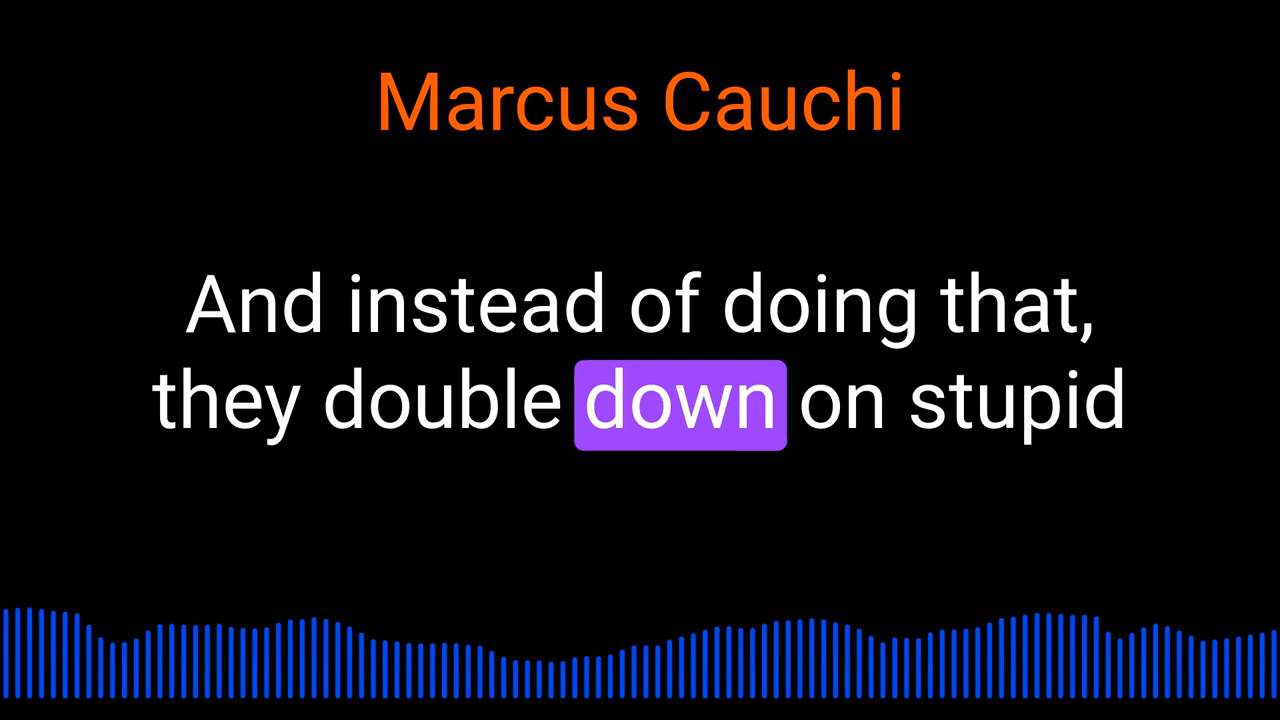 Marcus Cauchi
And instead of doing that,
they double down on stupid